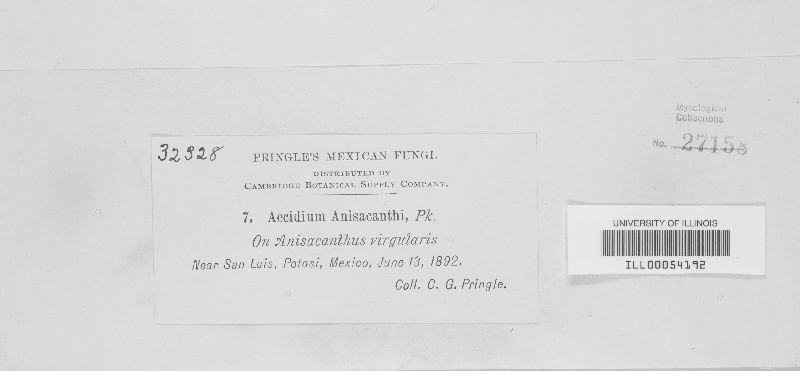 32328
PRINGLE'S MEXICAN FUNGI.
DISTRIBUTED BY
CAMBRIDGE BOTANICAL SUPPLY COMPANY.
7. Aecidium Anisacanthi, Pk.
On Anisacanthus virgularis
Near San Luis, Potosi, Mexico, June 13, 1892.
Coll. C. G. Pringle.
Mycological
Collections
No. 27153
UNIVERSITY OF ILLINOIS
ILL00054192